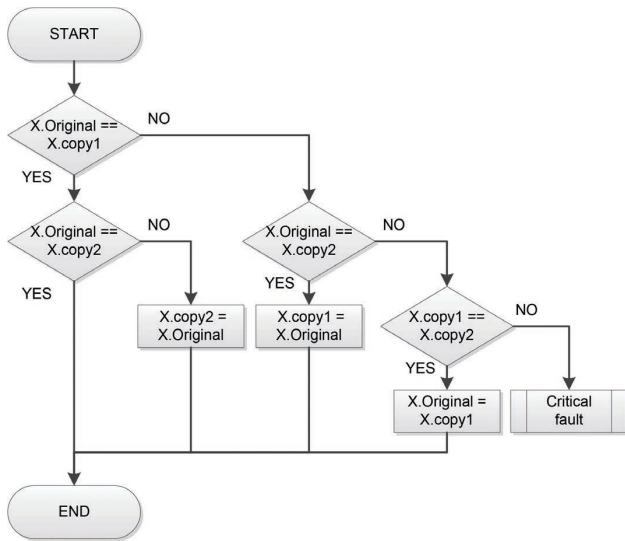 START
X.Original ==
X.copy1
NO
YES
X.Original ==
X.copy2
NO
YES
X.Original ==
X.copy2
NO
YES
X.copy2 =
X.Original
X.copy1 =
X.Original
X.copy1 ==
X.copy2
NO
YES
X.Original =
X.copy1
Critical
fault
END